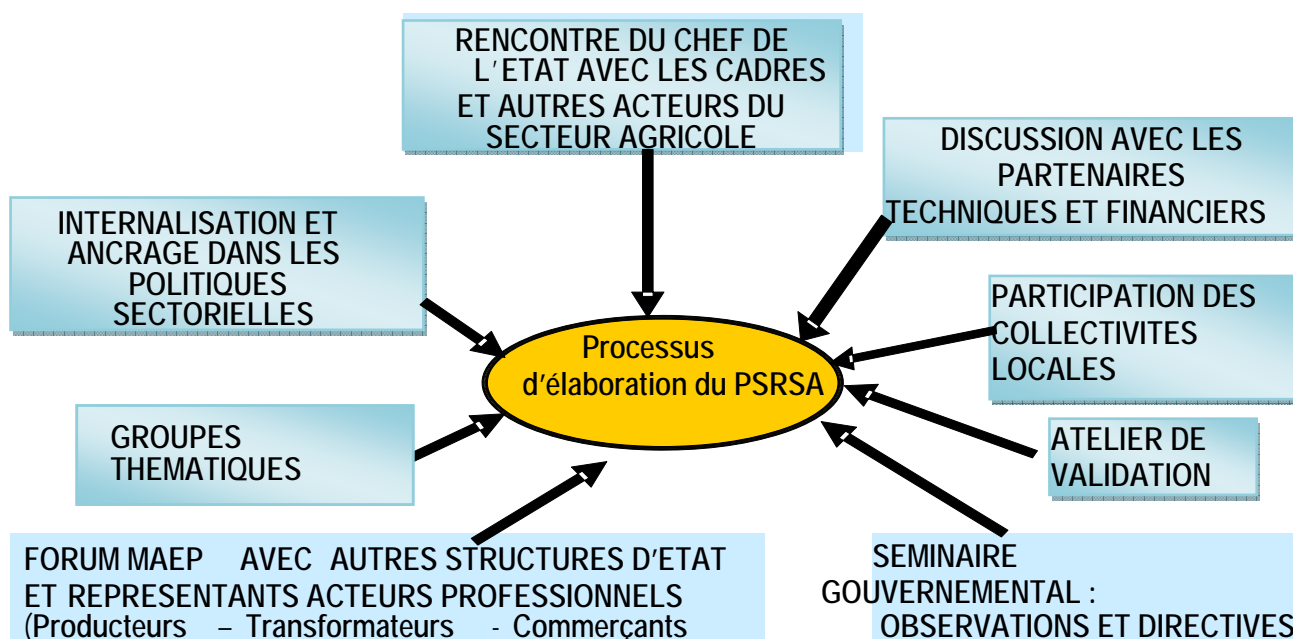 RENCONTRE DU CHEF DE
L'ETAT AVEC LES CADRES
ET AUTRES ACTEURS DU
SECTEUR AGRICOLE
DISCUSSION AVEC LES
PARTENAIRES
TECHNIQUES ET FINANCIERS
INTERNALISATION ET
ANCRAGE DANS LES
POLITIQUES
SECTORIELLES
PARTICIPATION DES
COLLECTIVITES
LOCALES
Processus
d'élaboration du PSRSA
GROUPES
THEMATIQUES
ATELIER DE
VALIDATION
FORUM MAEP AVEC AUTRES STRUCTURES D'ETAT
ET REPRESENTANTS ACTEURS PROFESSIONNELS
(Producteurs – Transformateurs - Commerçants
SEMINAIRE
GOUVERNEMENTAL :
OBSERVATIONS ET DIRECTIVES